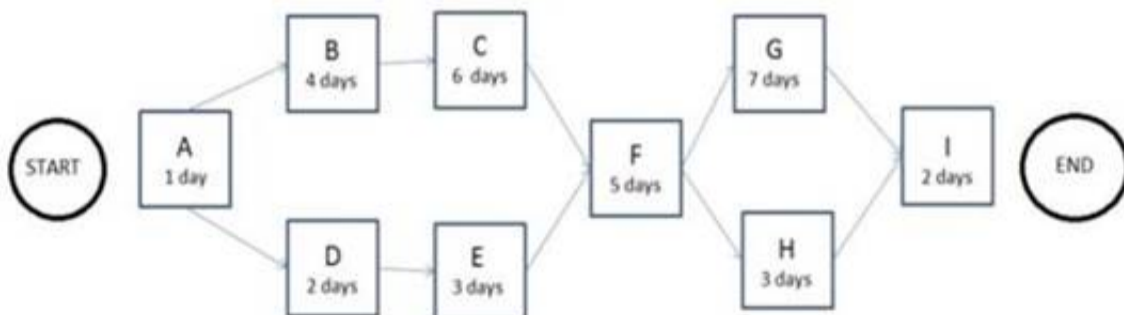 START
A
1 day
B
4 days
C
6 days
D
2 days
E
3 days
F
5 days
G
7 days
H
3 days
I
2 days
END